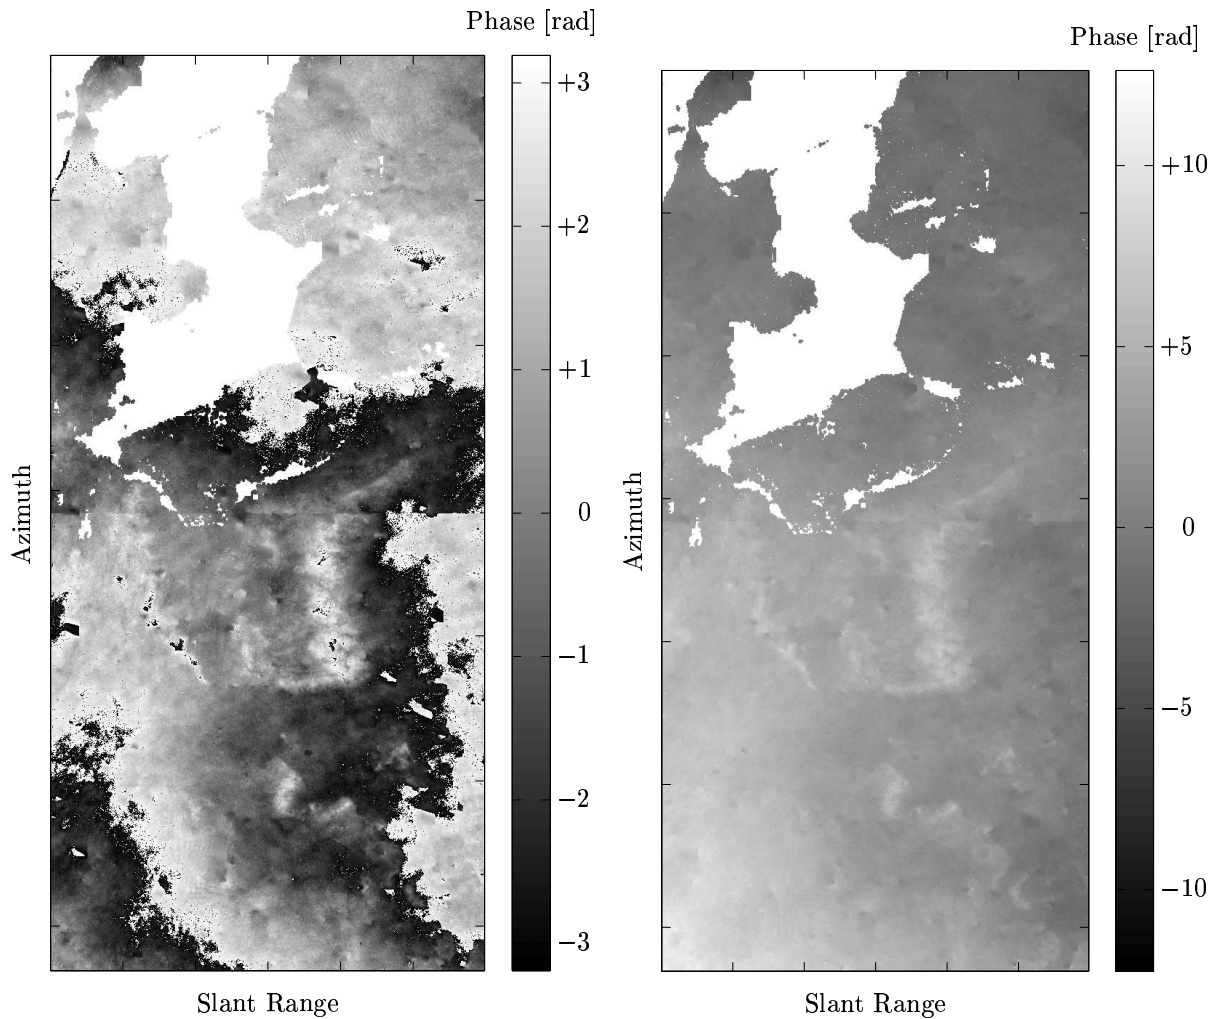 Phase [rad]
+3
+2
+1
0
−1
−2
−3
Azimuth
Slant Range
Phase [rad]
+10
+5
0
−5
−10
Azimuth
Slant Range